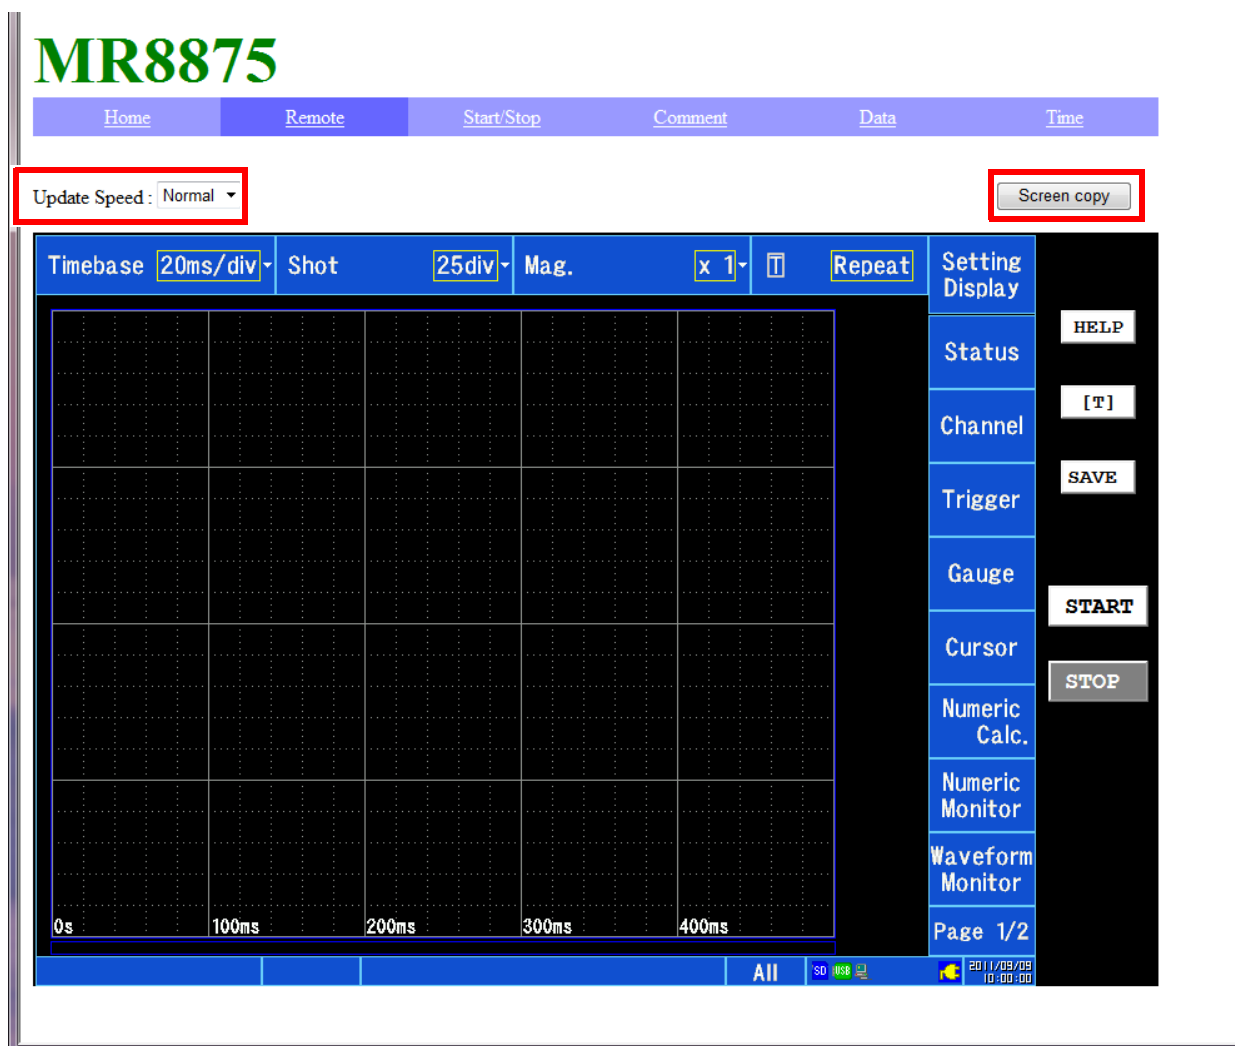 MR8875
Home Remote Start/Stop Comment Data Time
Update Speed : Normal
Screen copy
Timebase 20ms/div Shot 25div Mag. x 1 T Repeat
Setting
Display
Status
Channel
Trigger
Gauge
Cursor
Numeric
Calc.
Numeric
Monitor
Waveform
Monitor
Page 1/2
HELP
[T]
SAVE
START
STOP
0s 100ms 200ms 300ms 400ms
All SD USB
2011/09/09
10:00:00